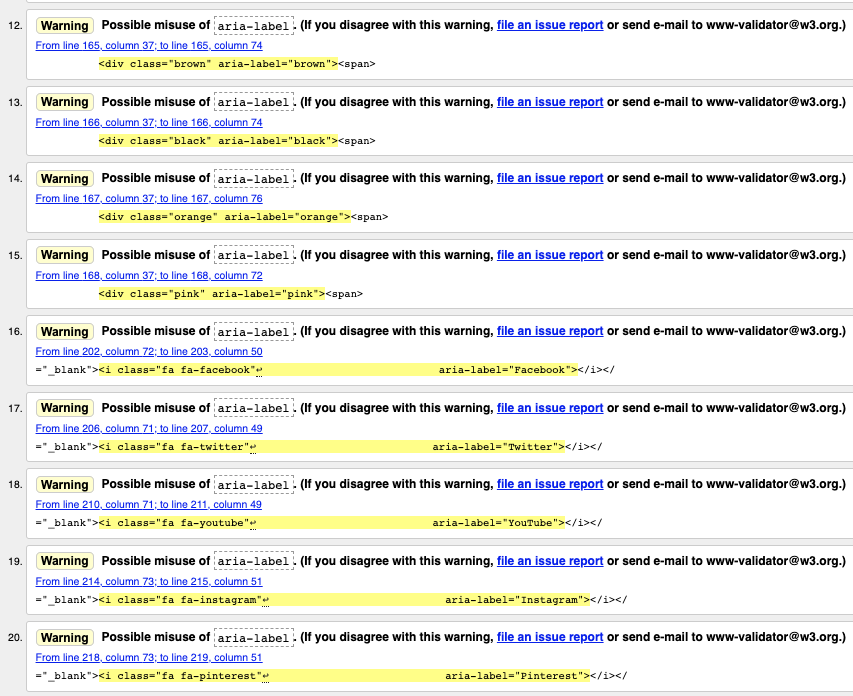 12. Warning Possible misuse of aria-label. (If you disagree with this warning, file an issue report or send e-mail to www-validator@w3.org.)
From line 165, column 37; to line 165, column 74
<div class="brown" aria-label="brown"><span>
13. Warning Possible misuse of aria-label. (If you disagree with this warning, file an issue report or send e-mail to www-validator@w3.org.)
From line 166, column 37; to line 166, column 74
<div class="black" aria-label="black"><span>
14. Warning Possible misuse of aria-label. (If you disagree with this warning, file an issue report or send e-mail to www-validator@w3.org.)
From line 167, column 37; to line 167, column 76
<div class="orange" aria-label="orange"><span>
15. Warning Possible misuse of aria-label. (If you disagree with this warning, file an issue report or send e-mail to www-validator@w3.org.)
From line 168, column 37; to line 168, column 72
<div class="pink" aria-label="pink"><span>
16. Warning Possible misuse of aria-label. (If you disagree with this warning, file an issue report or send e-mail to www-validator@w3.org.)
From line 202, column 72; to line 203, column 50
="_blank"><i class="fa fa-facebook"↩ aria-label="Facebook"></i></
17. Warning Possible misuse of aria-label. (If you disagree with this warning, file an issue report or send e-mail to www-validator@w3.org.)
From line 206, column 71; to line 207, column 49
="_blank"><i class="fa fa-twitter"↩ aria-label="Twitter"></i></
18. Warning Possible misuse of aria-label. (If you disagree with this warning, file an issue report or send e-mail to www-validator@w3.org.)
From line 210, column 71; to line 211, column 49
="_blank"><i class="fa fa-youtube"↩ aria-label="YouTube"></i></
19. Warning Possible misuse of aria-label. (If you disagree with this warning, file an issue report or send e-mail to www-validator@w3.org.)
From line 214, column 73; to line 215, column 51
="_blank"><i class="fa fa-instagram"↩ aria-label="Instagram"></i></
20. Warning Possible misuse of aria-label. (If you disagree with this warning, file an issue report or send e-mail to www-validator@w3.org.)
From line 218, column 73; to line 219, column 51
="_blank"><i class="fa fa-pinterest"↩ aria-label="Pinterest"></i></